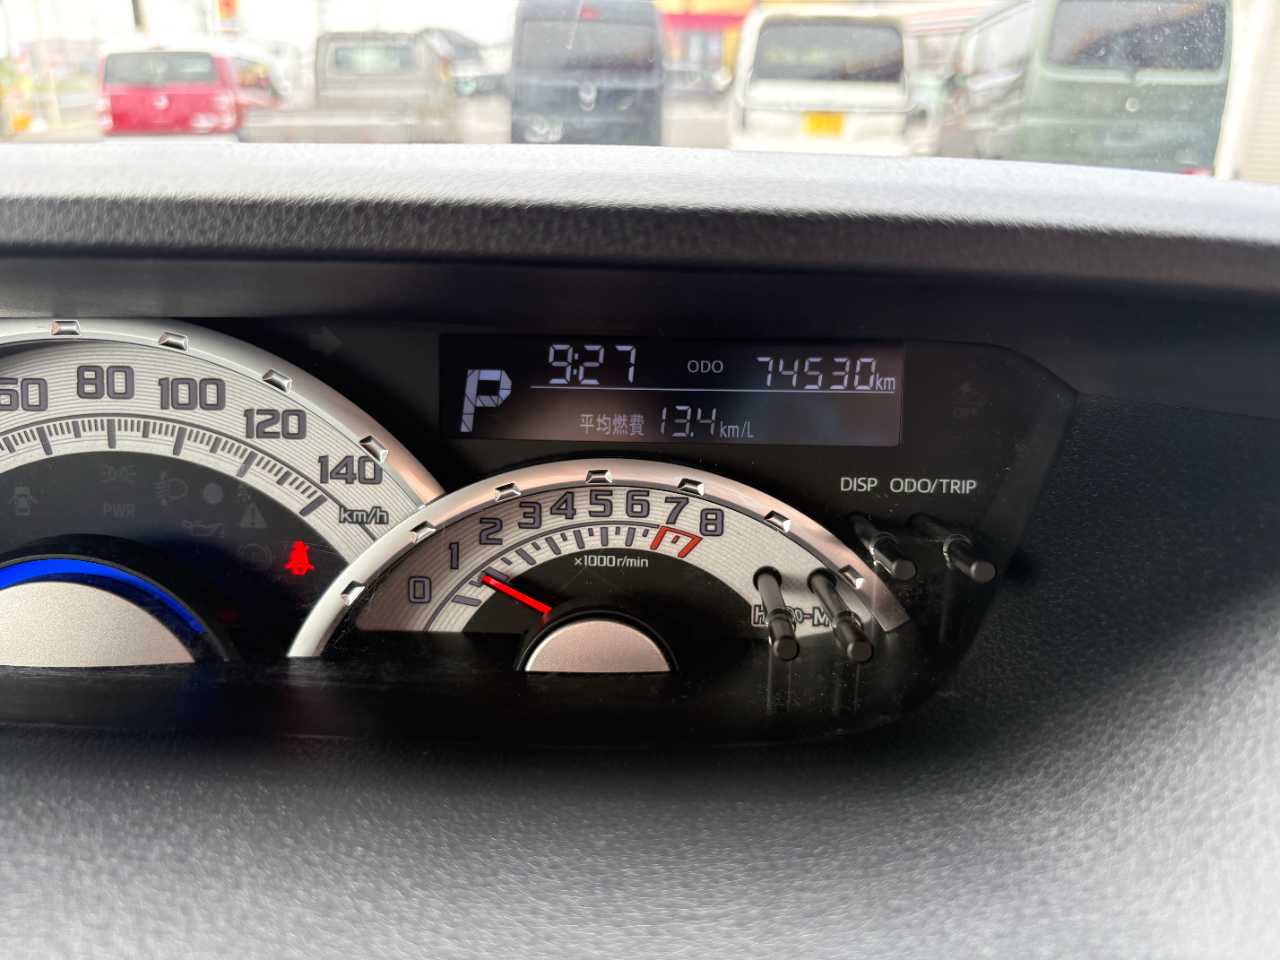 9:27 ODO 74530km
P
平均燃費 13.4km/L
60 80 100 120 140
km/h
PWR
DISP ODO/TRIP
OFF
0 1 2 3 4 5 6 7 8
×1000r/min